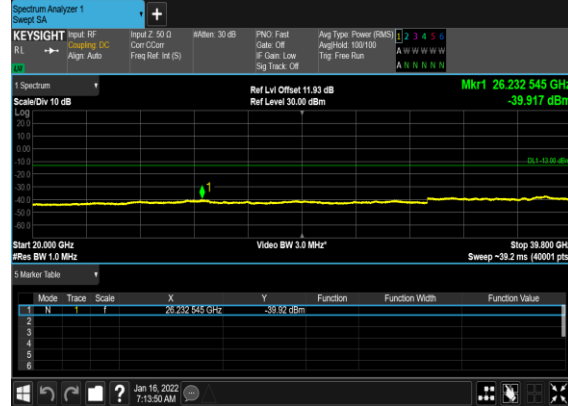 Spectrum Analyzer 1
Swept SA
+
KEYSIGHT
RL
Input: RF
Coupling: DC
Align: Auto
Input Z: 50 Ω
Corr CCorr
Freq Ref: Int (S)
#Atten: 30 dB
PNO: Fast
Gate: Off
IF Gain: Low
Sig Track: Off
Avg Type: Power (RMS)
Avg|Hold: 100/100
Trig: Free Run
1 2 3 4 5 6
A W W W W W
A N N N N N
1 Spectrum
Scale/Div 10 dB
Ref Lvl Offset 11.93 dB
Ref Level 30.00 dBm
Mkr1 26.232 545 GHz
-39.917 dBm
Log
20.0
10.0
0.00
-10.0
-20.0
-30.0
-40.0
-50.0
-60.0
DL1 -13.00 dBm
1
Start 20.000 GHz
#Res BW 1.0 MHz
Video BW 3.0 MHz*
Stop 39.800 GHz
Sweep ~39.2 ms (40001 pts)
5 Marker Table
Mode Trace Scale X Y Function Function Width Function Value
1 N 1 f 26.232 545 GHz -39.92 dBm
2
3
4
5
6
?
Jan 16, 2022
7:13:50 AM